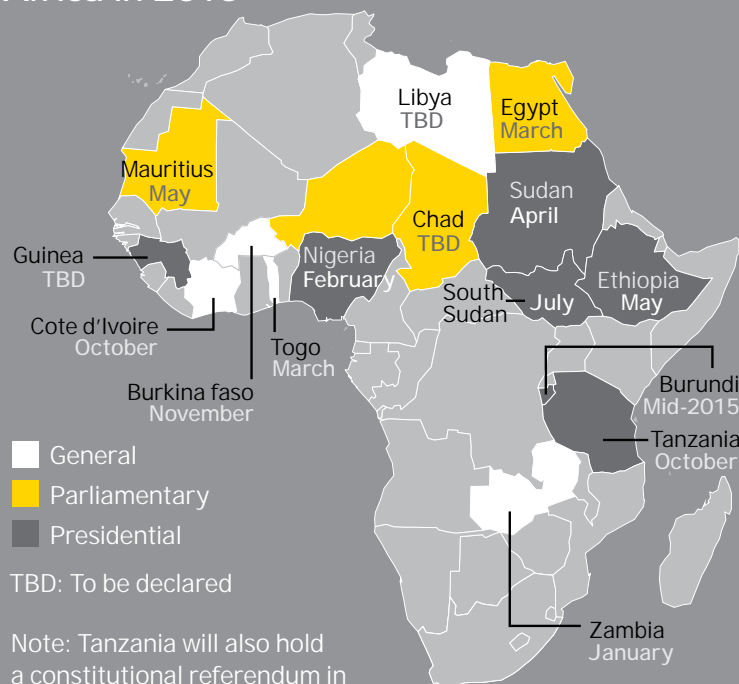 Libya
TBD
Egypt
March
Mauritius
May
Sudan
April
Chad
TBD
Nigeria
February
Guinea
TBD
Ethiopia
May
South
Sudan
July
Cote d'Ivoire
October
Togo
March
Burkina faso
November
Burundi
Mid-2015
Tanzania
October
General
Parliamentary
Presidential
TBD: To be declared
Zambia
January
Note: Tanzania will also hold
a constitutional referendum in